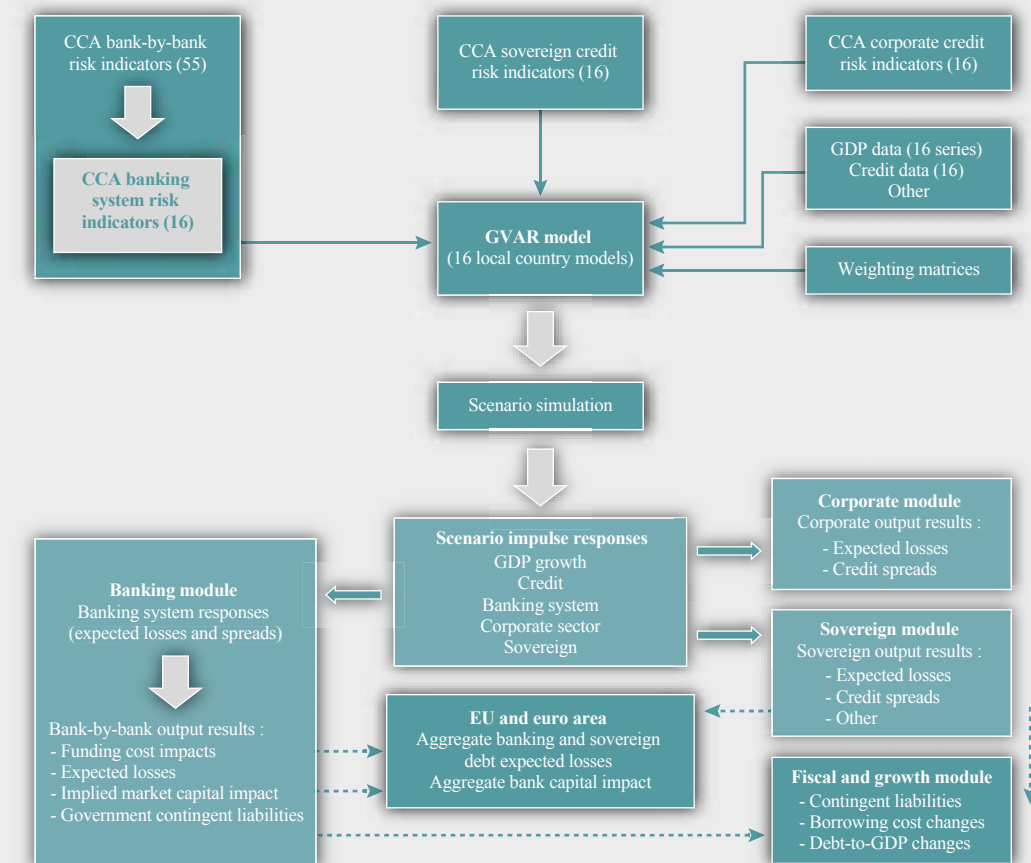 CCA bank-by-bank
risk indicators (55)
CCA banking
system risk
indicators (16)
CCA sovereign credit
risk indicators (16)
CCA corporate credit
risk indicators (16)
GDP data (16 series)
Credit data (16)
Other
GVAR model
(16 local country models)
Weighting matrices
Scenario simulation
Scenario impulse responses
GDP growth
Credit
Banking system
Corporate sector
Sovereign
Corporate module
Corporate output results :
- Expected losses
- Credit spreads
Banking module
Banking system responses
(expected losses and spreads)
Bank-by-bank output results :
- Funding cost impacts
- Expected losses
- Implied market capital impact
- Government contingent liabilities
Sovereign module
Sovereign output results :
- Expected losses
- Credit spreads
- Other
EU and euro area
Aggregate banking and sovereign
debt expected losses
Aggregate bank capital impact
Fiscal and growth module
- Contingent liabilities
- Borrowing cost changes
- Debt-to-GDP changes